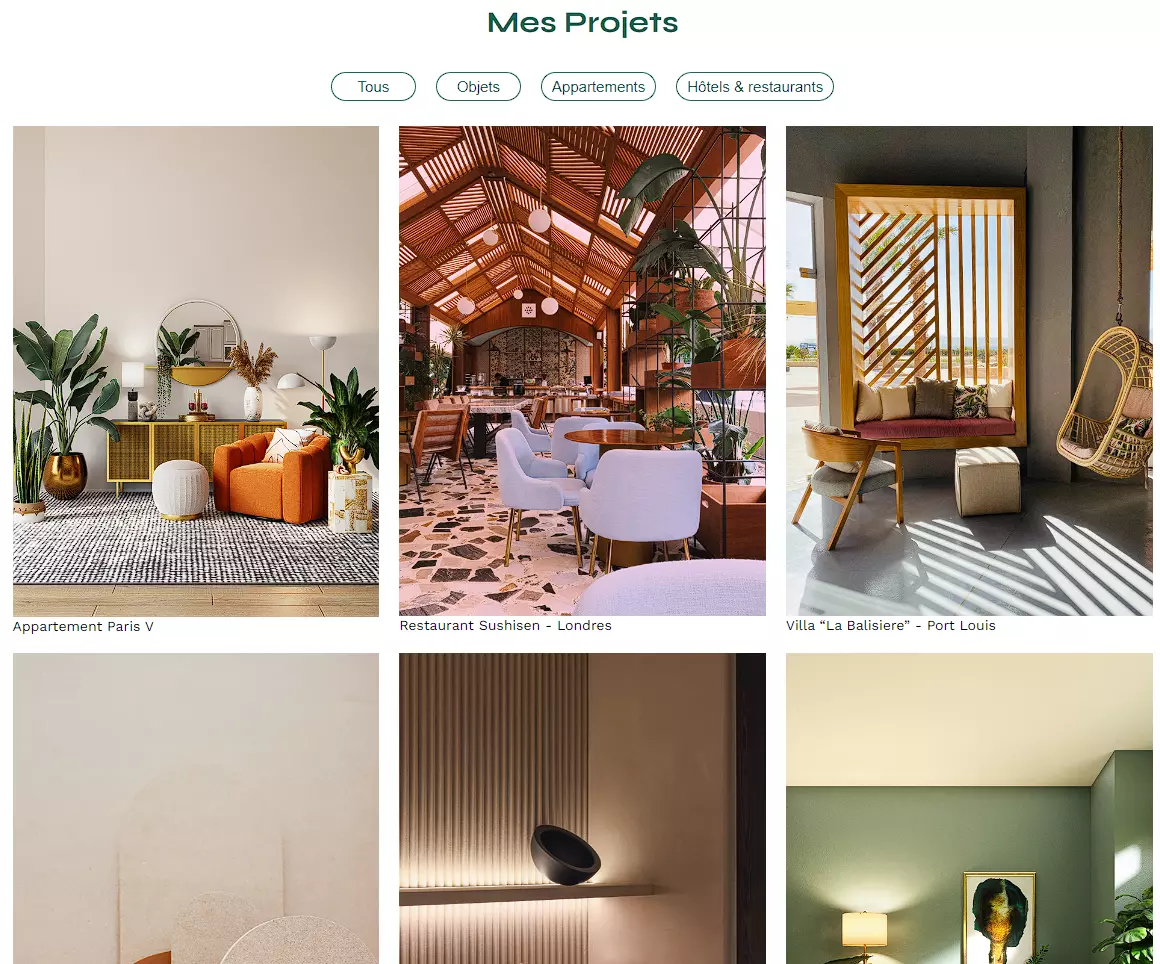 Mes Projets
Tous
Objets
Appartements
Hôtels & restaurants
Appartement Paris V
Restaurant Sushisen - Londres
Villa “La Balisiere” - Port Louis